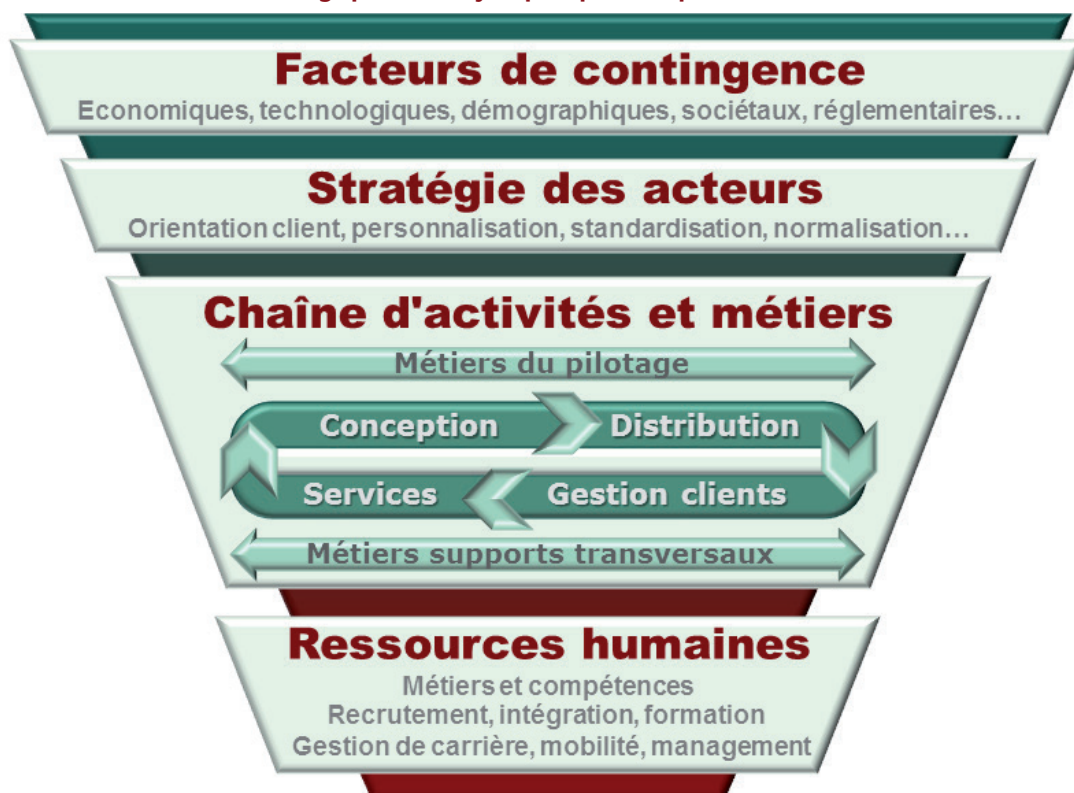 Facteurs de contingence
Economiques, technologiques, démographiques, sociétaux, réglementaires...
Stratégie des acteurs
Orientation client, personnalisation, standardisation, normalisation...
Chaîne d'activités et métiers
Métiers du pilotage
Conception Distribution
Services Gestion clients
Métiers supports transversaux
Ressources humaines
Métiers et compétences
Recrutement, intégration, formation
Gestion de carrière, mobilité, management